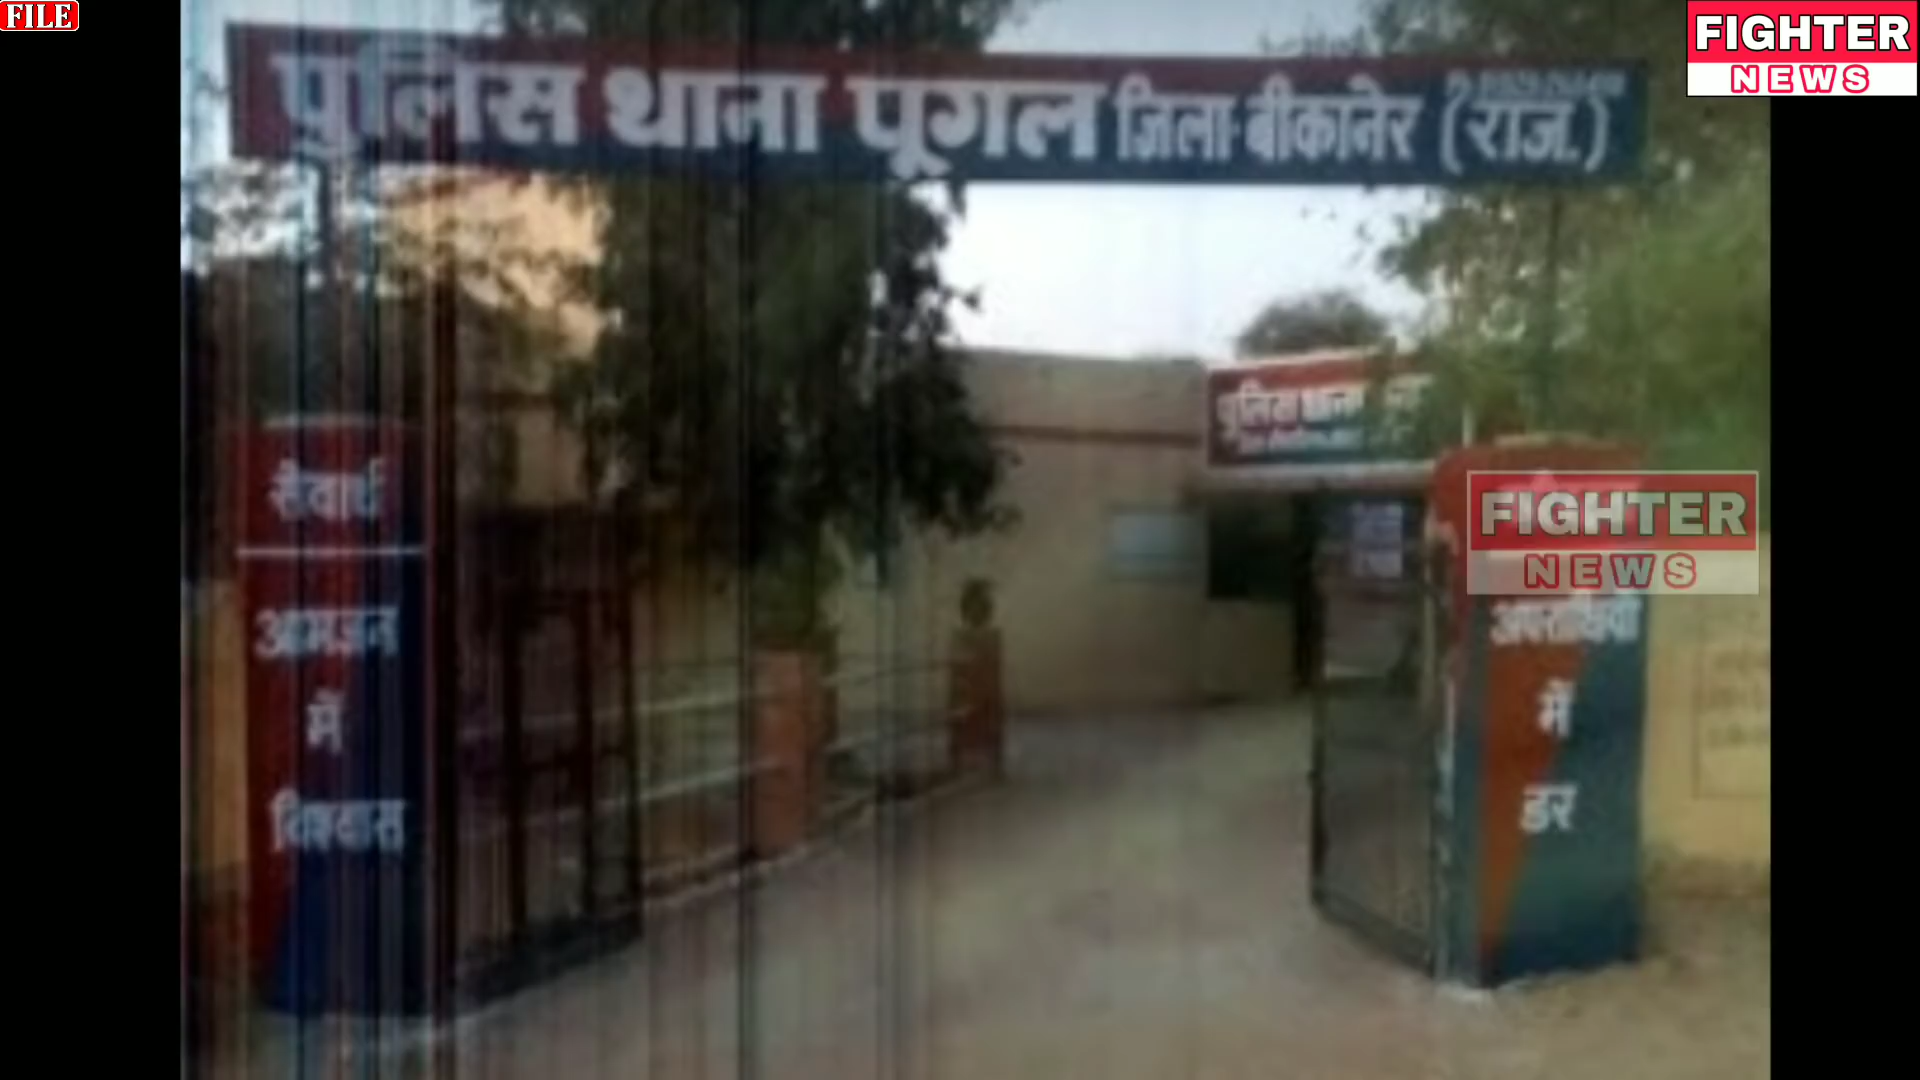 FILE
FIGHTER
NEWS
पुलिस थाना पूगल जिला-बीकानेर (राज.)
पुलिस थाना
सेवार्थ
आमजन
में
विश्वास
FIGHTER
NEWS
अपराधियों
में
डर